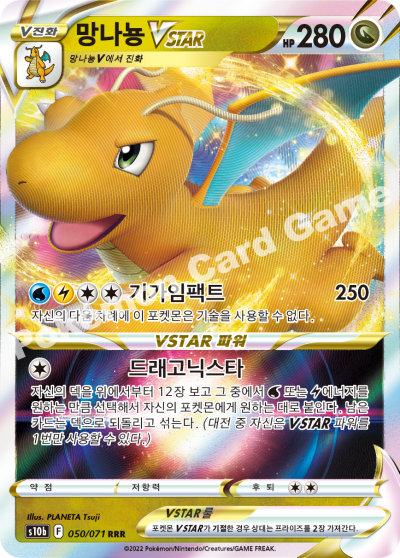 V진화
망나뇽 VSTAR
HP 280
망나뇽V에서 진화
Pokémon Card Game
기가임팩트 250
자신의 다음 차례에 이 포켓몬은 기술을 사용할 수 없다.
VSTAR 파워
드래고닉스타
자신의 덱을 위에서부터 12장 보고 그 중에서 또는 에너지를
원하는 만큼 선택해서 자신의 포켓몬에게 원하는 대로 붙인다. 남은
카드는 덱으로 되돌리고 섞는다. (대전 중 자신은 VSTAR 파워를
1번만 사용할 수 있다.)
약점 저항력 후퇴
Illus. PLANETA Tsuji
VSTAR 룰
s10b F 050/071 RRR
포켓몬VSTAR가 기절한 경우 상대는 프라이즈를 2장 가져간다.
©2022 Pokémon/Nintendo/Creatures/GAME FREAK.